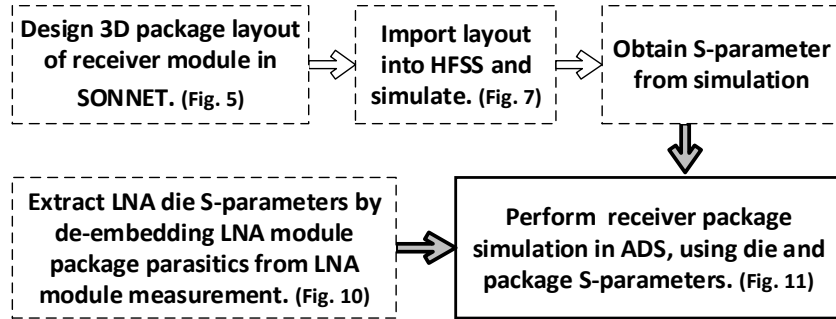 Design 3D package layout
of receiver module in
SONNET. (Fig. 5)
Import layout
into HFSS and
simulate. (Fig. 7)
Obtain S-parameter
from simulation
Extract LNA die S-parameters by
de-embedding LNA module
package parasitics from LNA
module measurement. (Fig. 10)
Perform receiver package
simulation in ADS, using die and
package S-parameters. (Fig. 11)